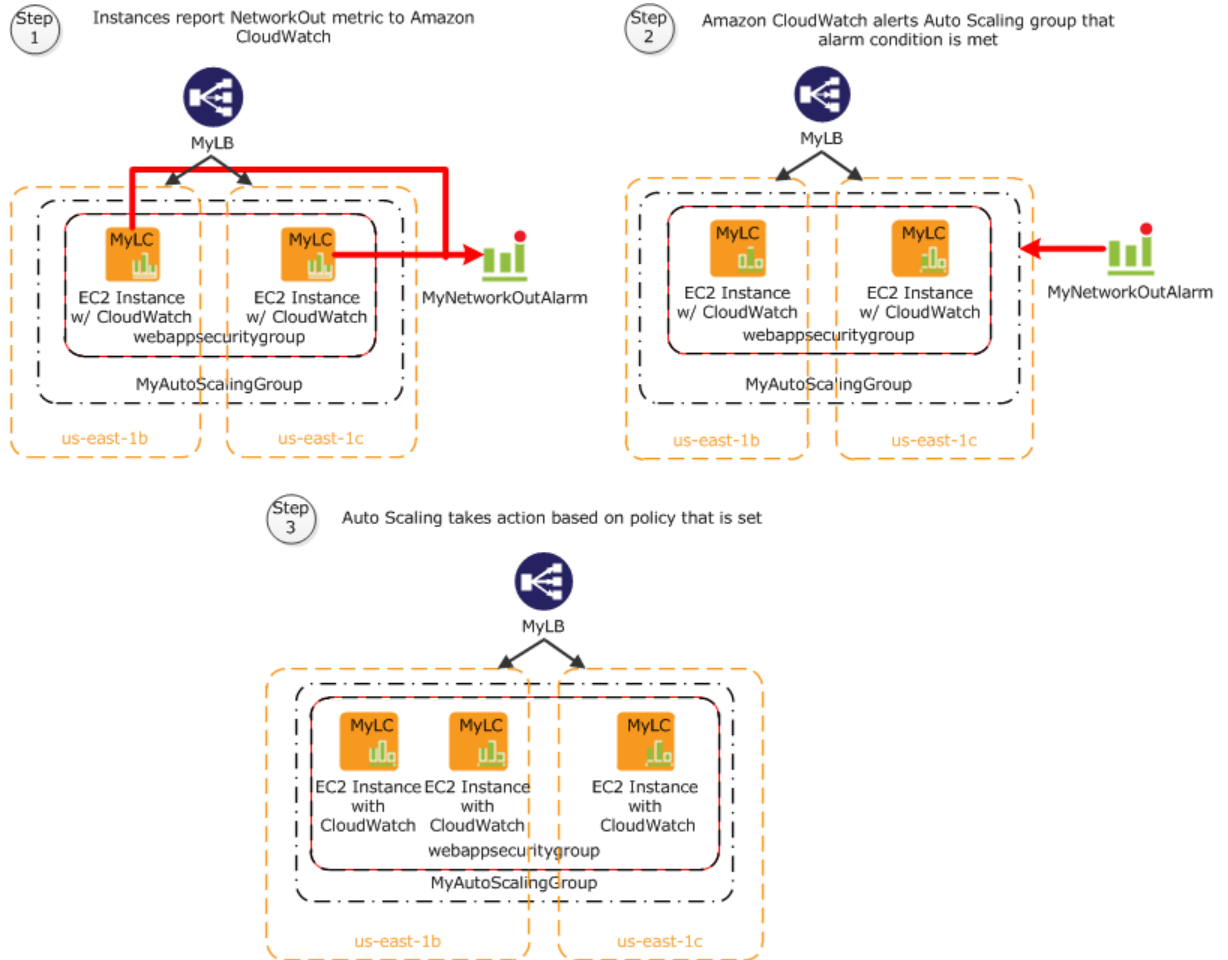 Step
1
Instances report NetworkOut metric to Amazon
CloudWatch
MyLB
MyLC
MyLC
EC2 Instance
w/ CloudWatch
EC2 Instance
w/ CloudWatch
webappsecuritygroup
MyAutoScalingGroup
us-east-1b
us-east-1c
MyNetworkOutAlarm
Step
2
Amazon CloudWatch alerts Auto Scaling group that
alarm condition is met
MyLB
MyLC
MyLC
EC2 Instance
w/ CloudWatch
EC2 Instance
w/ CloudWatch
webappsecuritygroup
MyAutoScalingGroup
us-east-1b
us-east-1c
MyNetworkOutAlarm
Step
3
Auto Scaling takes action based on policy that is set
MyLB
MyLC
MyLC
MyLC
EC2 Instance
with
CloudWatch
EC2 Instance
with
CloudWatch
EC2 Instance
with
CloudWatch
webappsecuritygroup
MyAutoScalingGroup
us-east-1b
us-east-1c